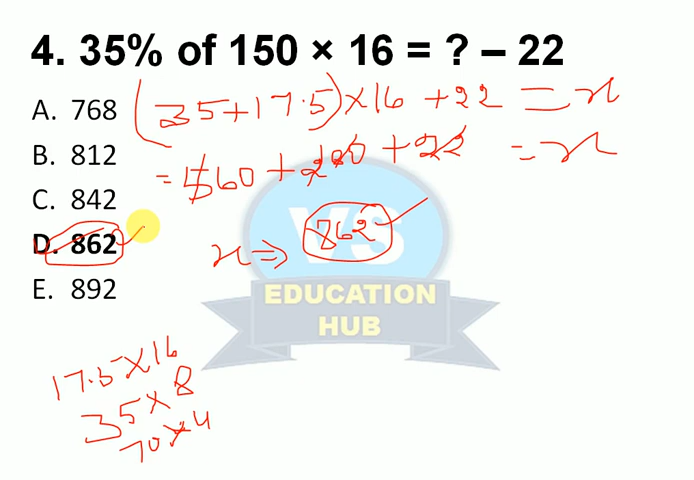 4. 35% of 150 × 16 = ? – 22
A. 768
(35+17.5)×16 +22 = x
B. 812
= 560 + 280 + 22 = x
C. 842
VS
D. 862
x ⇒ 862
E. 892
EDUCATION
HUB
17.5×16
35×8
70×4